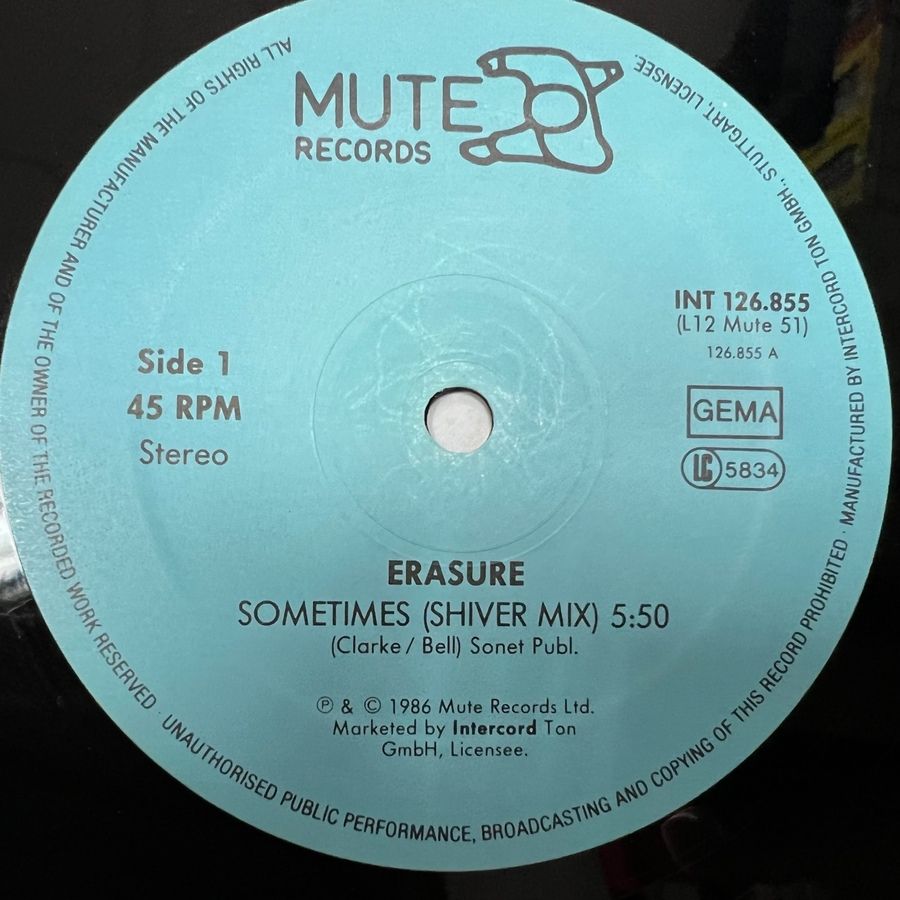 MUTE
RECORDS
INT 126.855
(L12 Mute 51)
126.855 A
Side 1
45 RPM
Stereo
GEMA
LC 5834
ERASURE
SOMETIMES (SHIVER MIX) 5:50
(Clarke / Bell) Sonet Publ.
℗ & © 1986 Mute Records Ltd.
Marketed by Intercord Ton
GmbH, Licensee.
ALL RIGHTS OF THE MANUFACTURER AND OF THE OWNER OF THE RECORDED WORK RESERVED · UNAUTHORISED PUBLIC PERFORMANCE, BROADCASTING AND COPYING OF THIS RECORD PROHIBITED · MANUFACTURED BY INTERCORD TON GMBH., STUTTGART, LICENSEE.